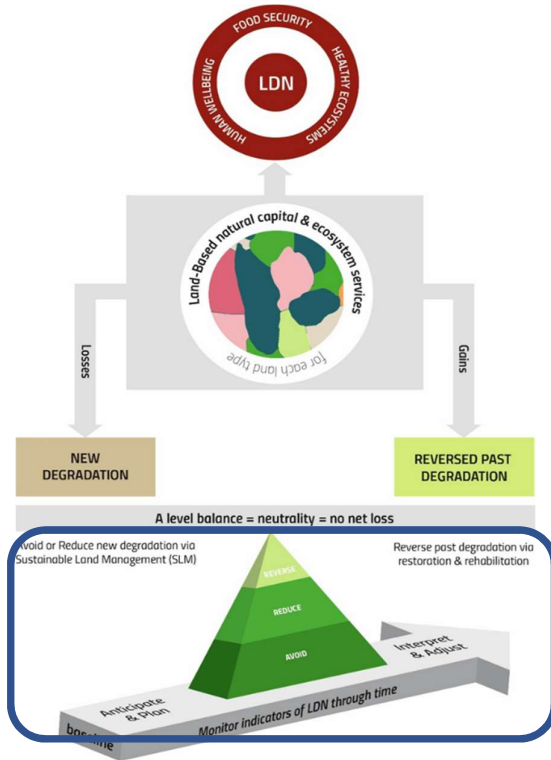 FOOD SECURITY
HUMAN WELLBEING
HEALTHY ECOSYSTEMS
LDN
Land-Based natural capital & ecosystem services
for each land type
Losses
Gains
NEW
DEGRADATION
REVERSED PAST
DEGRADATION
A level balance = neutrality = no net loss
Avoid or Reduce new degradation via
Sustainable Land Management (SLM)
Reverse past degradation via
restoration & rehabilitation
REVERSE
REDUCE
AVOID
Anticipate
& Plan
Interpret
& Adjust
Monitor indicators of LDN through time
baseline